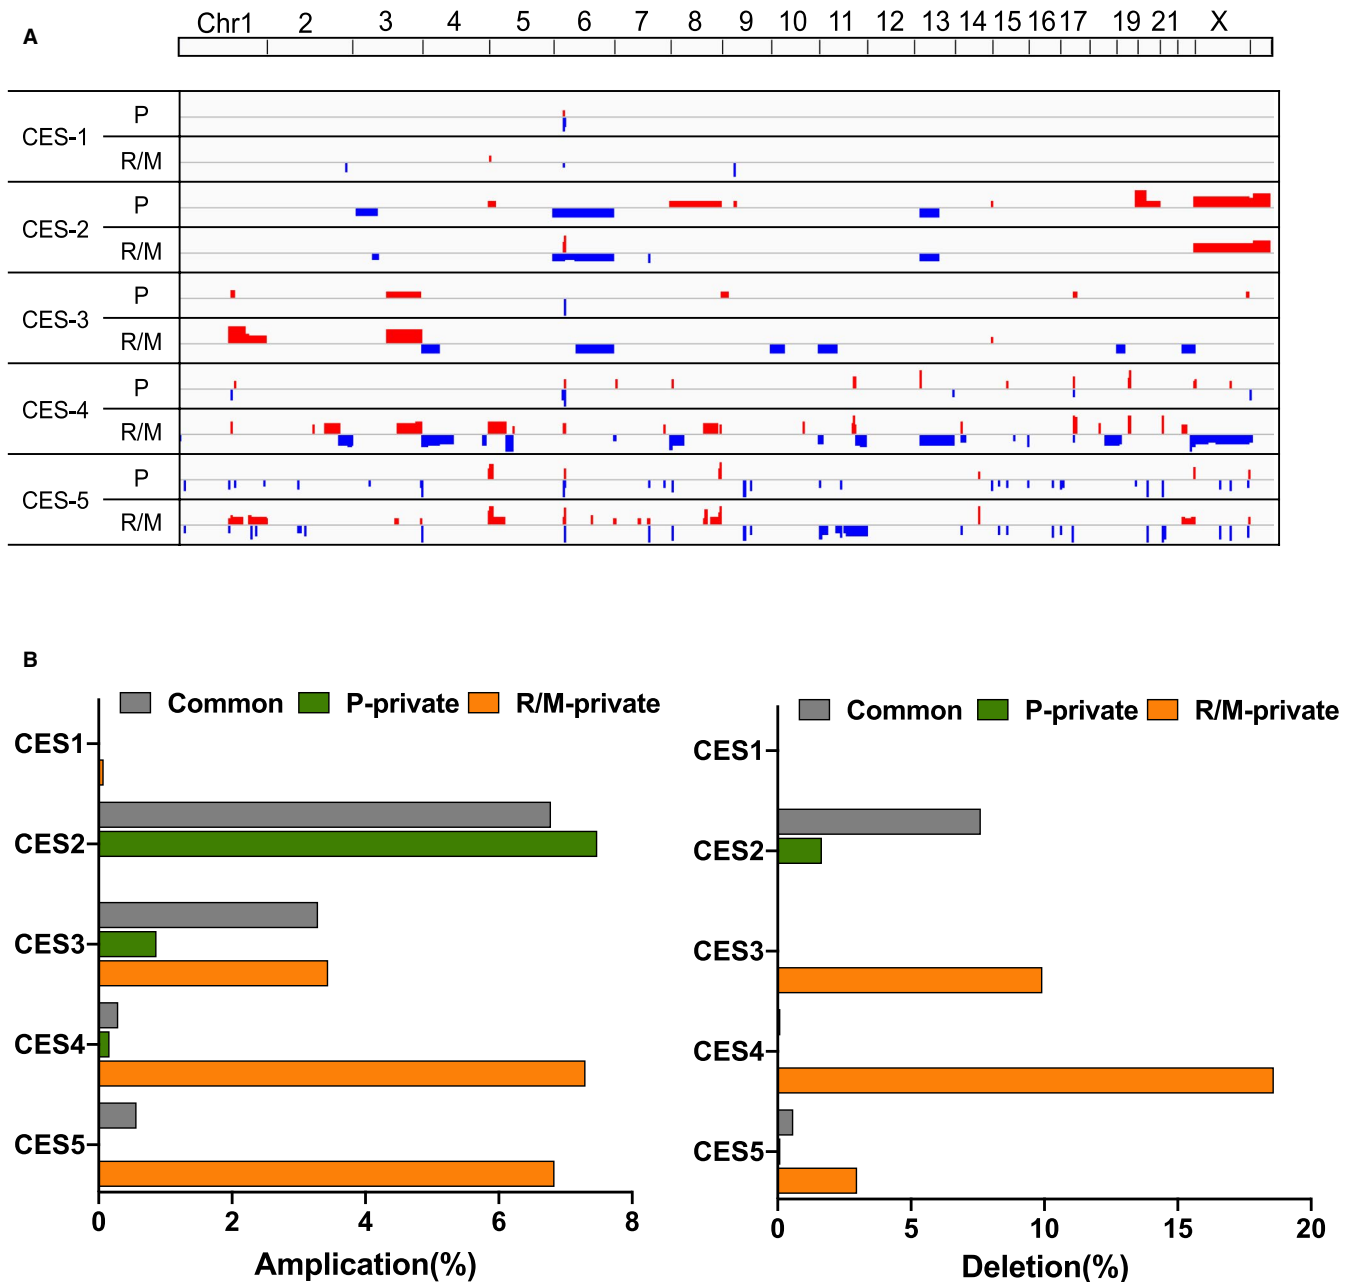 A
Chr1 2 3 4 5 6 7 8 9 10 11 12 13 14 15 16 17 19 21 X
CES-1 P
R/M
CES-2 P
R/M
CES-3 P
R/M
CES-4 P
R/M
CES-5 P
R/M
B
Common P-private R/M-private
CES1
CES2
CES3
CES4
CES5
0 2 4 6 8
Amplication(%)
Common P-private R/M-private
CES1
CES2
CES3
CES4
CES5
0 5 10 15 20
Deletion(%)